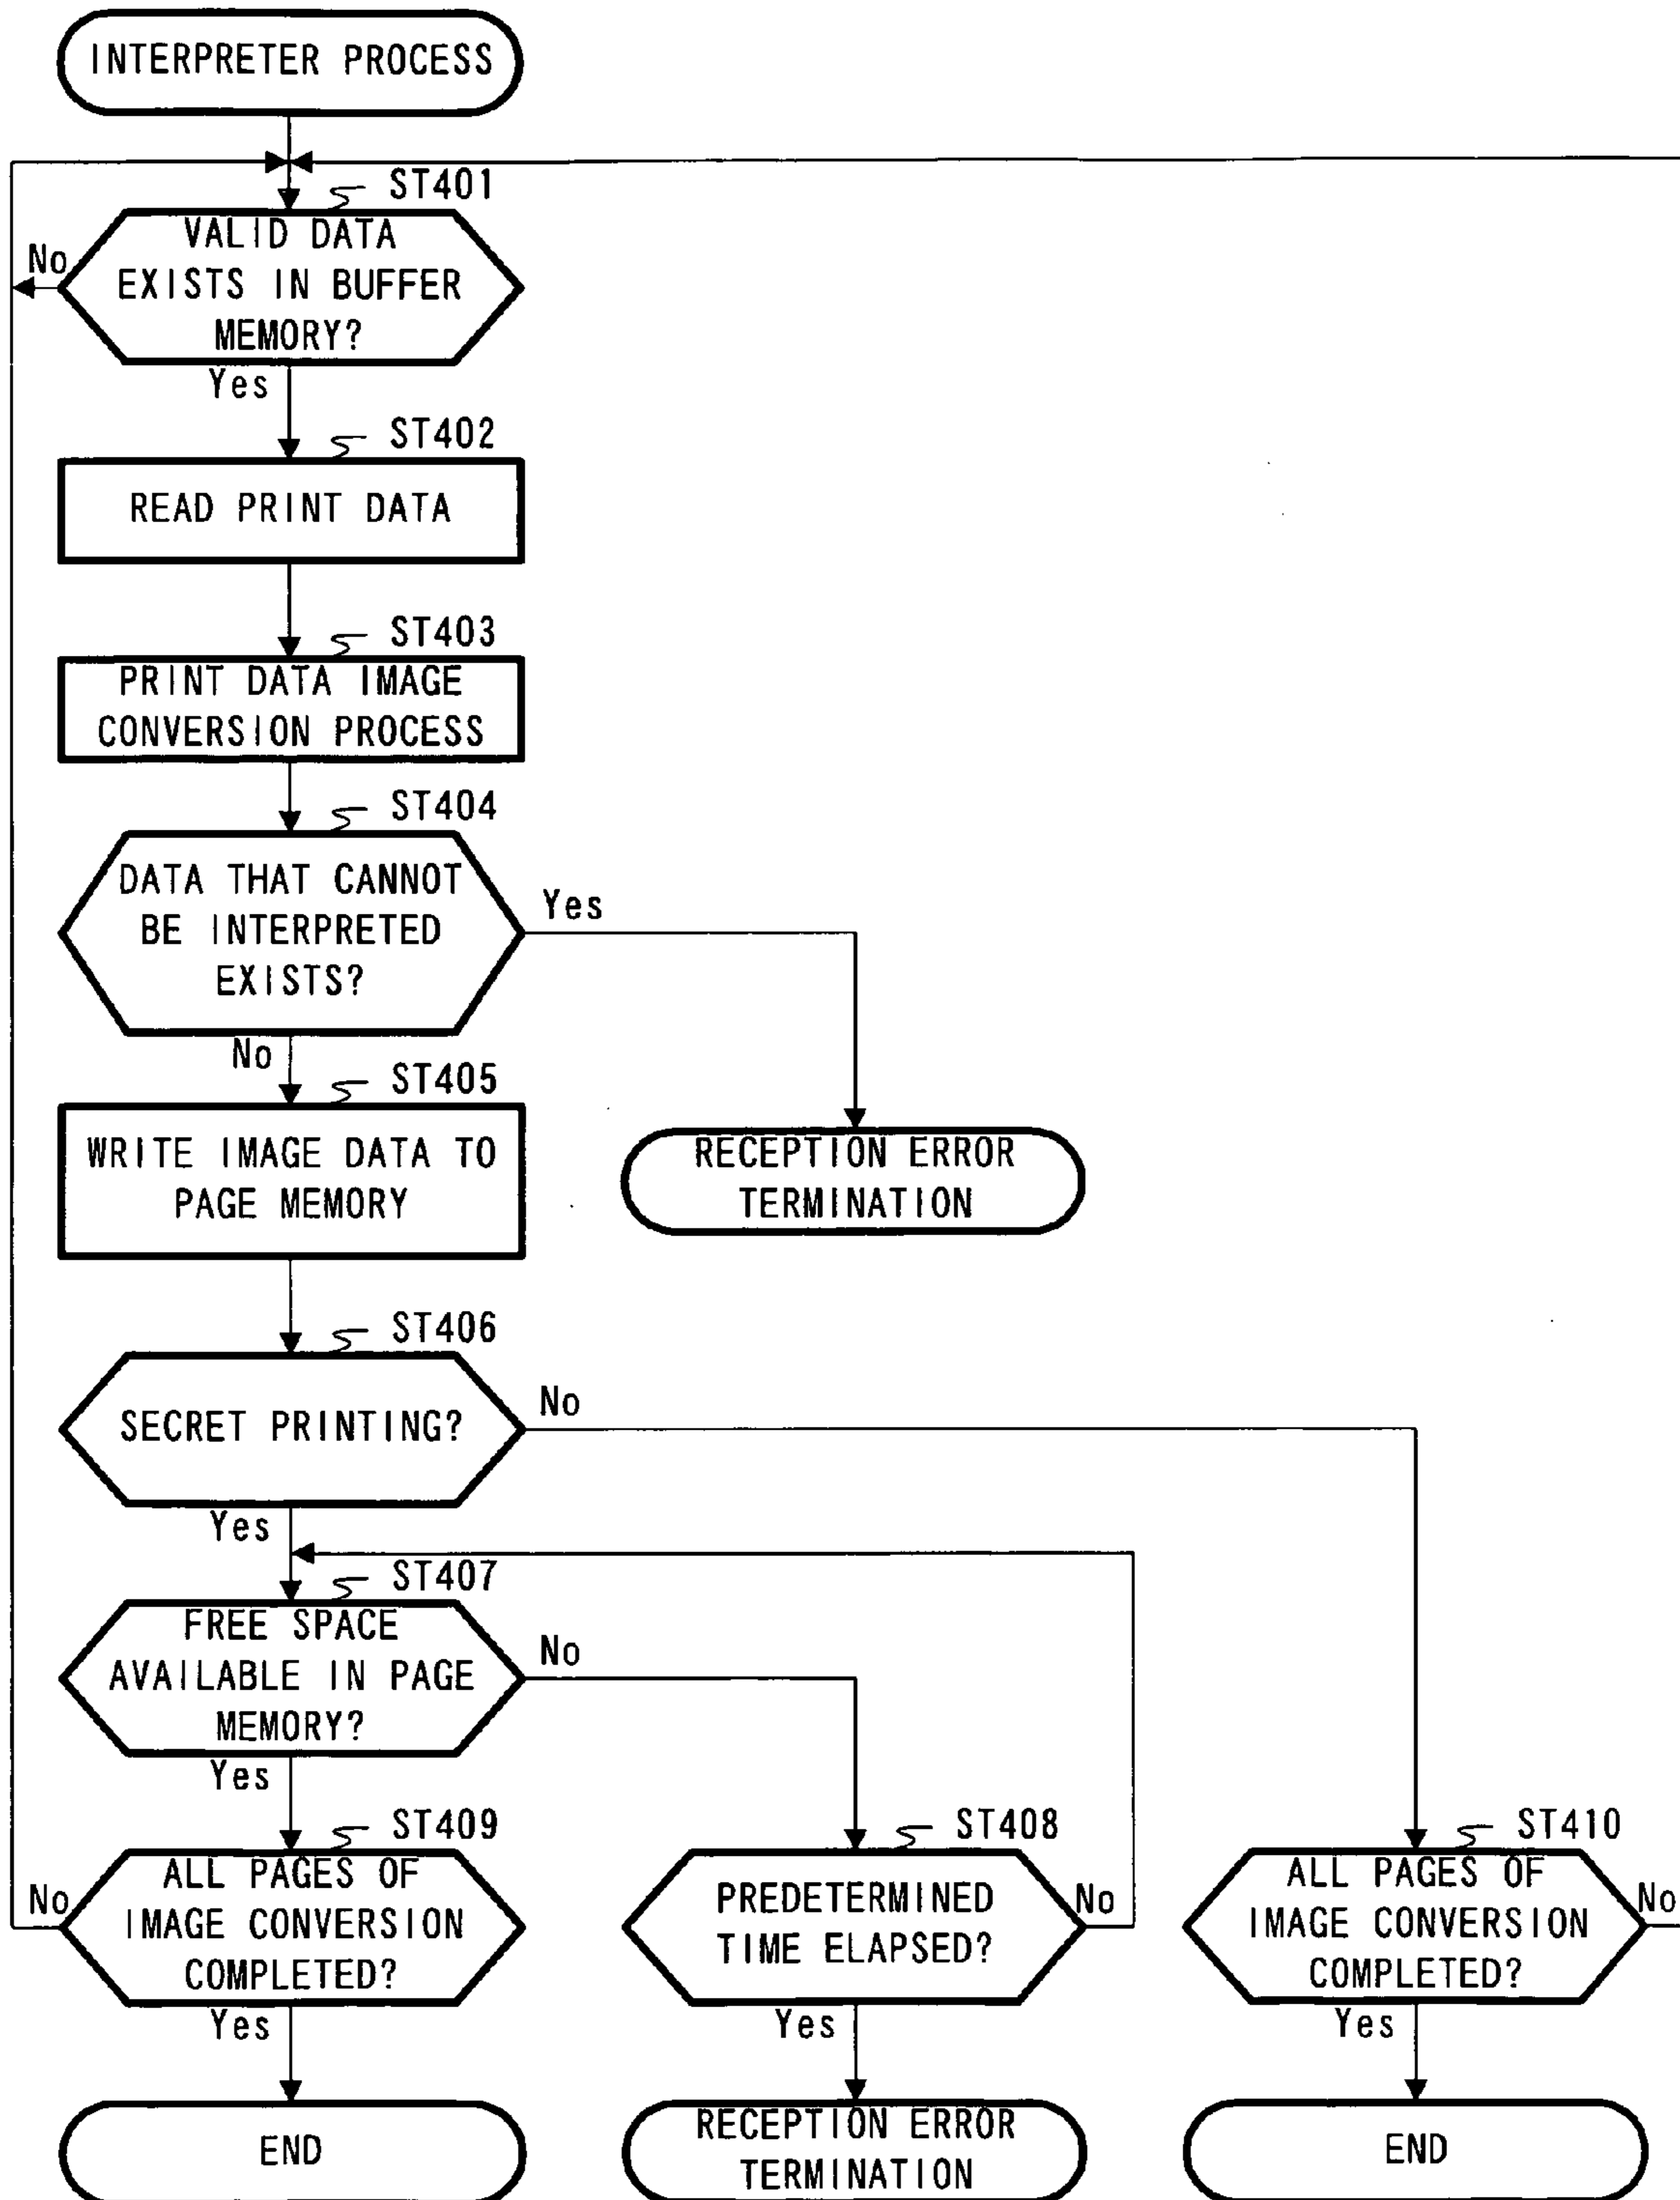 INTERPRETER PROCESS
ST401
VALID DATA
EXISTS IN BUFFER
MEMORY?
No
Yes
ST402
READ PRINT DATA
ST403
PRINT DATA IMAGE
CONVERSION PROCESS
ST404
DATA THAT CANNOT
BE INTERPRETED
EXISTS?
Yes
No
ST405
WRITE IMAGE DATA TO
PAGE MEMORY
RECEPTION ERROR
TERMINATION
ST406
SECRET PRINTING?
No
Yes
ST407
FREE SPACE
AVAILABLE IN PAGE
MEMORY?
No
Yes
ST409
ALL PAGES OF
IMAGE CONVERSION
COMPLETED?
No
Yes
END
ST408
PREDETERMINED
TIME ELAPSED?
No
Yes
RECEPTION ERROR
TERMINATION
ST410
ALL PAGES OF
IMAGE CONVERSION
COMPLETED?
No
Yes
END